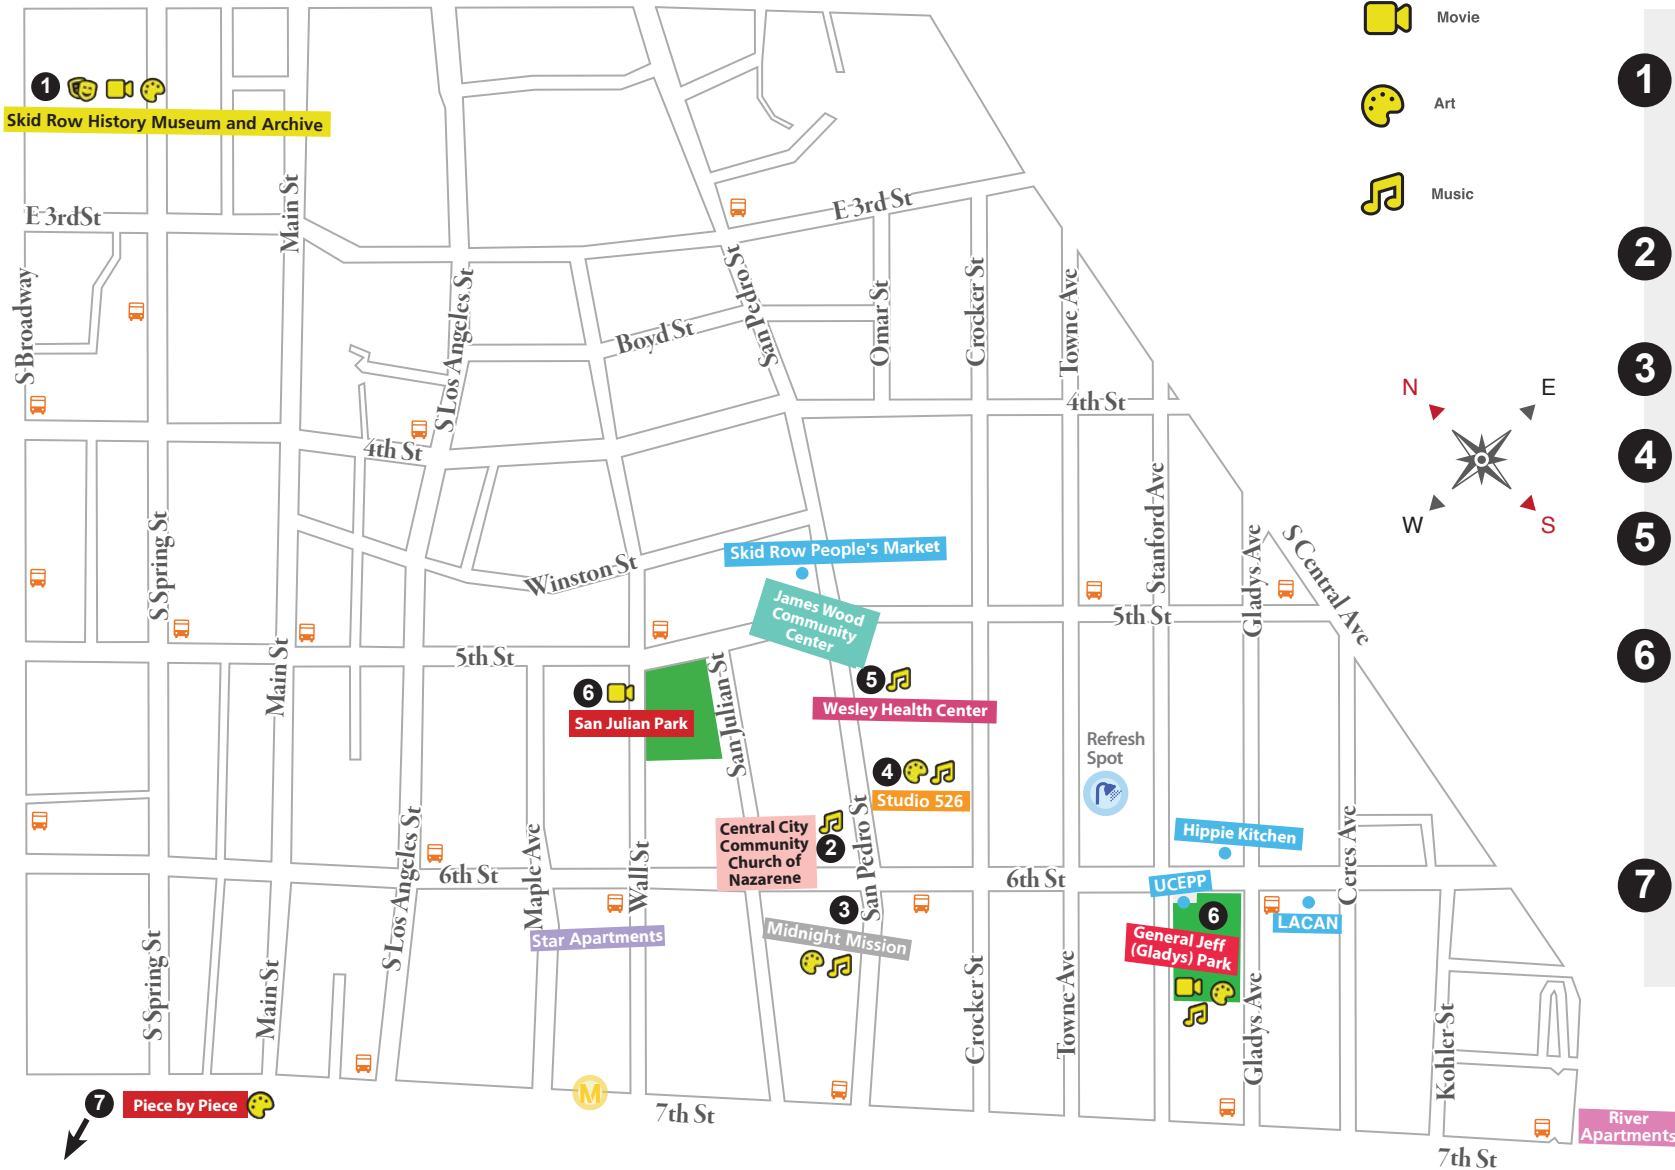 Movie
Art
Music
1
2
3
4
5
6
7
N
E
W
S
1
Skid Row History Museum and Archive
E 3rdSt
Main St
S Broadway
E 3rd St
San Pedro St
Omar St
Crocker St
Towne Ave
S Los Angeles St
Boyd St
4th St
4th St
S Spring St
Winston St
Skid Row People's Market
James Wood
Community
Center
Stanford Ave
Gladys Ave
S Central Ave
5th St
5th St
Main St
6
San Julian Park
San Julian St
5
Wesley Health Center
4
Studio 526
Refresh
Spot
Central City
Community
Church of
Nazarene
2
San Pedro St
Hippie Kitchen
Ceres Ave
S Los Angeles St
Maple Ave
Wall St
6th St
6th St
UCEPP
6
General Jeff
(Gladys) Park
LACAN
3
Midnight Mission
Star Apartments
S Spring St
Main St
Crocker St
Towne Ave
Gladys Ave
Kohler St
7
Piece by Piece
M
7th St
River
Apartments
7th St